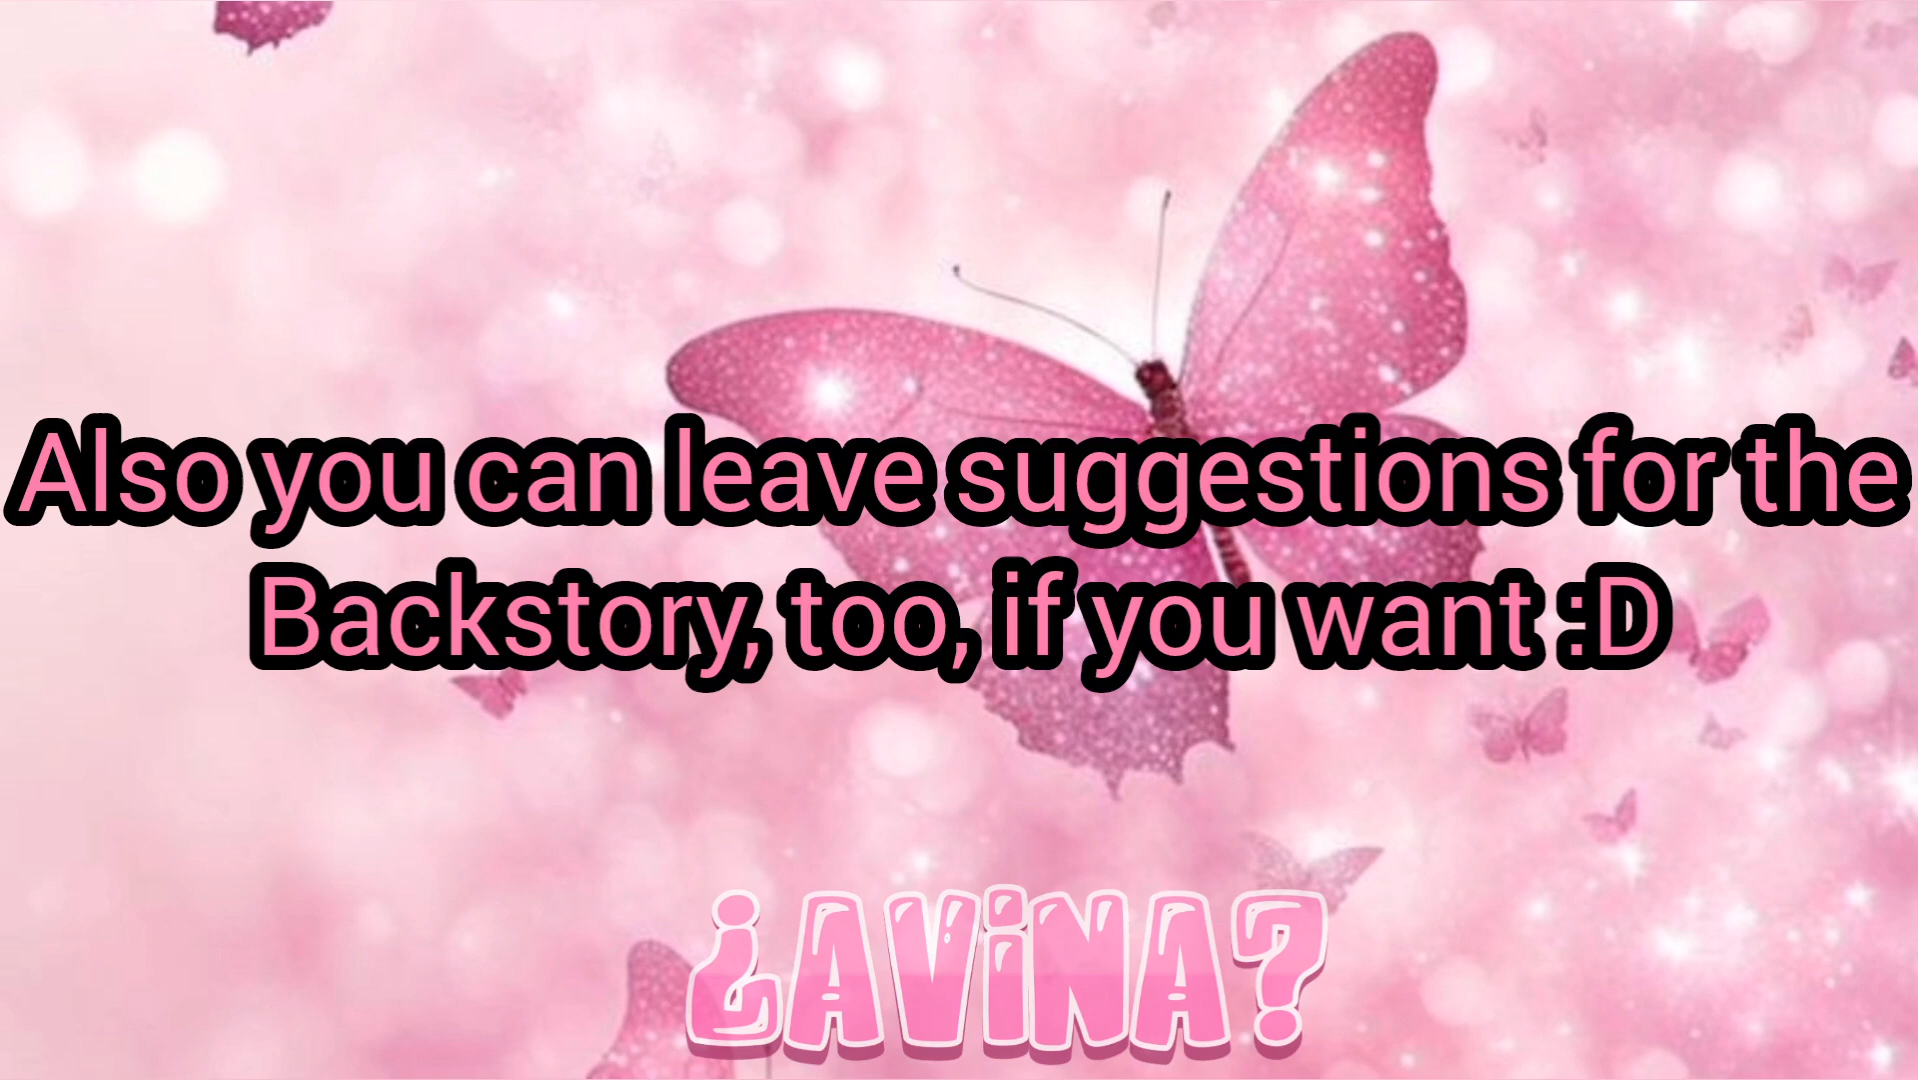 Also you can leave suggestions for the
Backstory, too, if you want :D
¿AViNA?